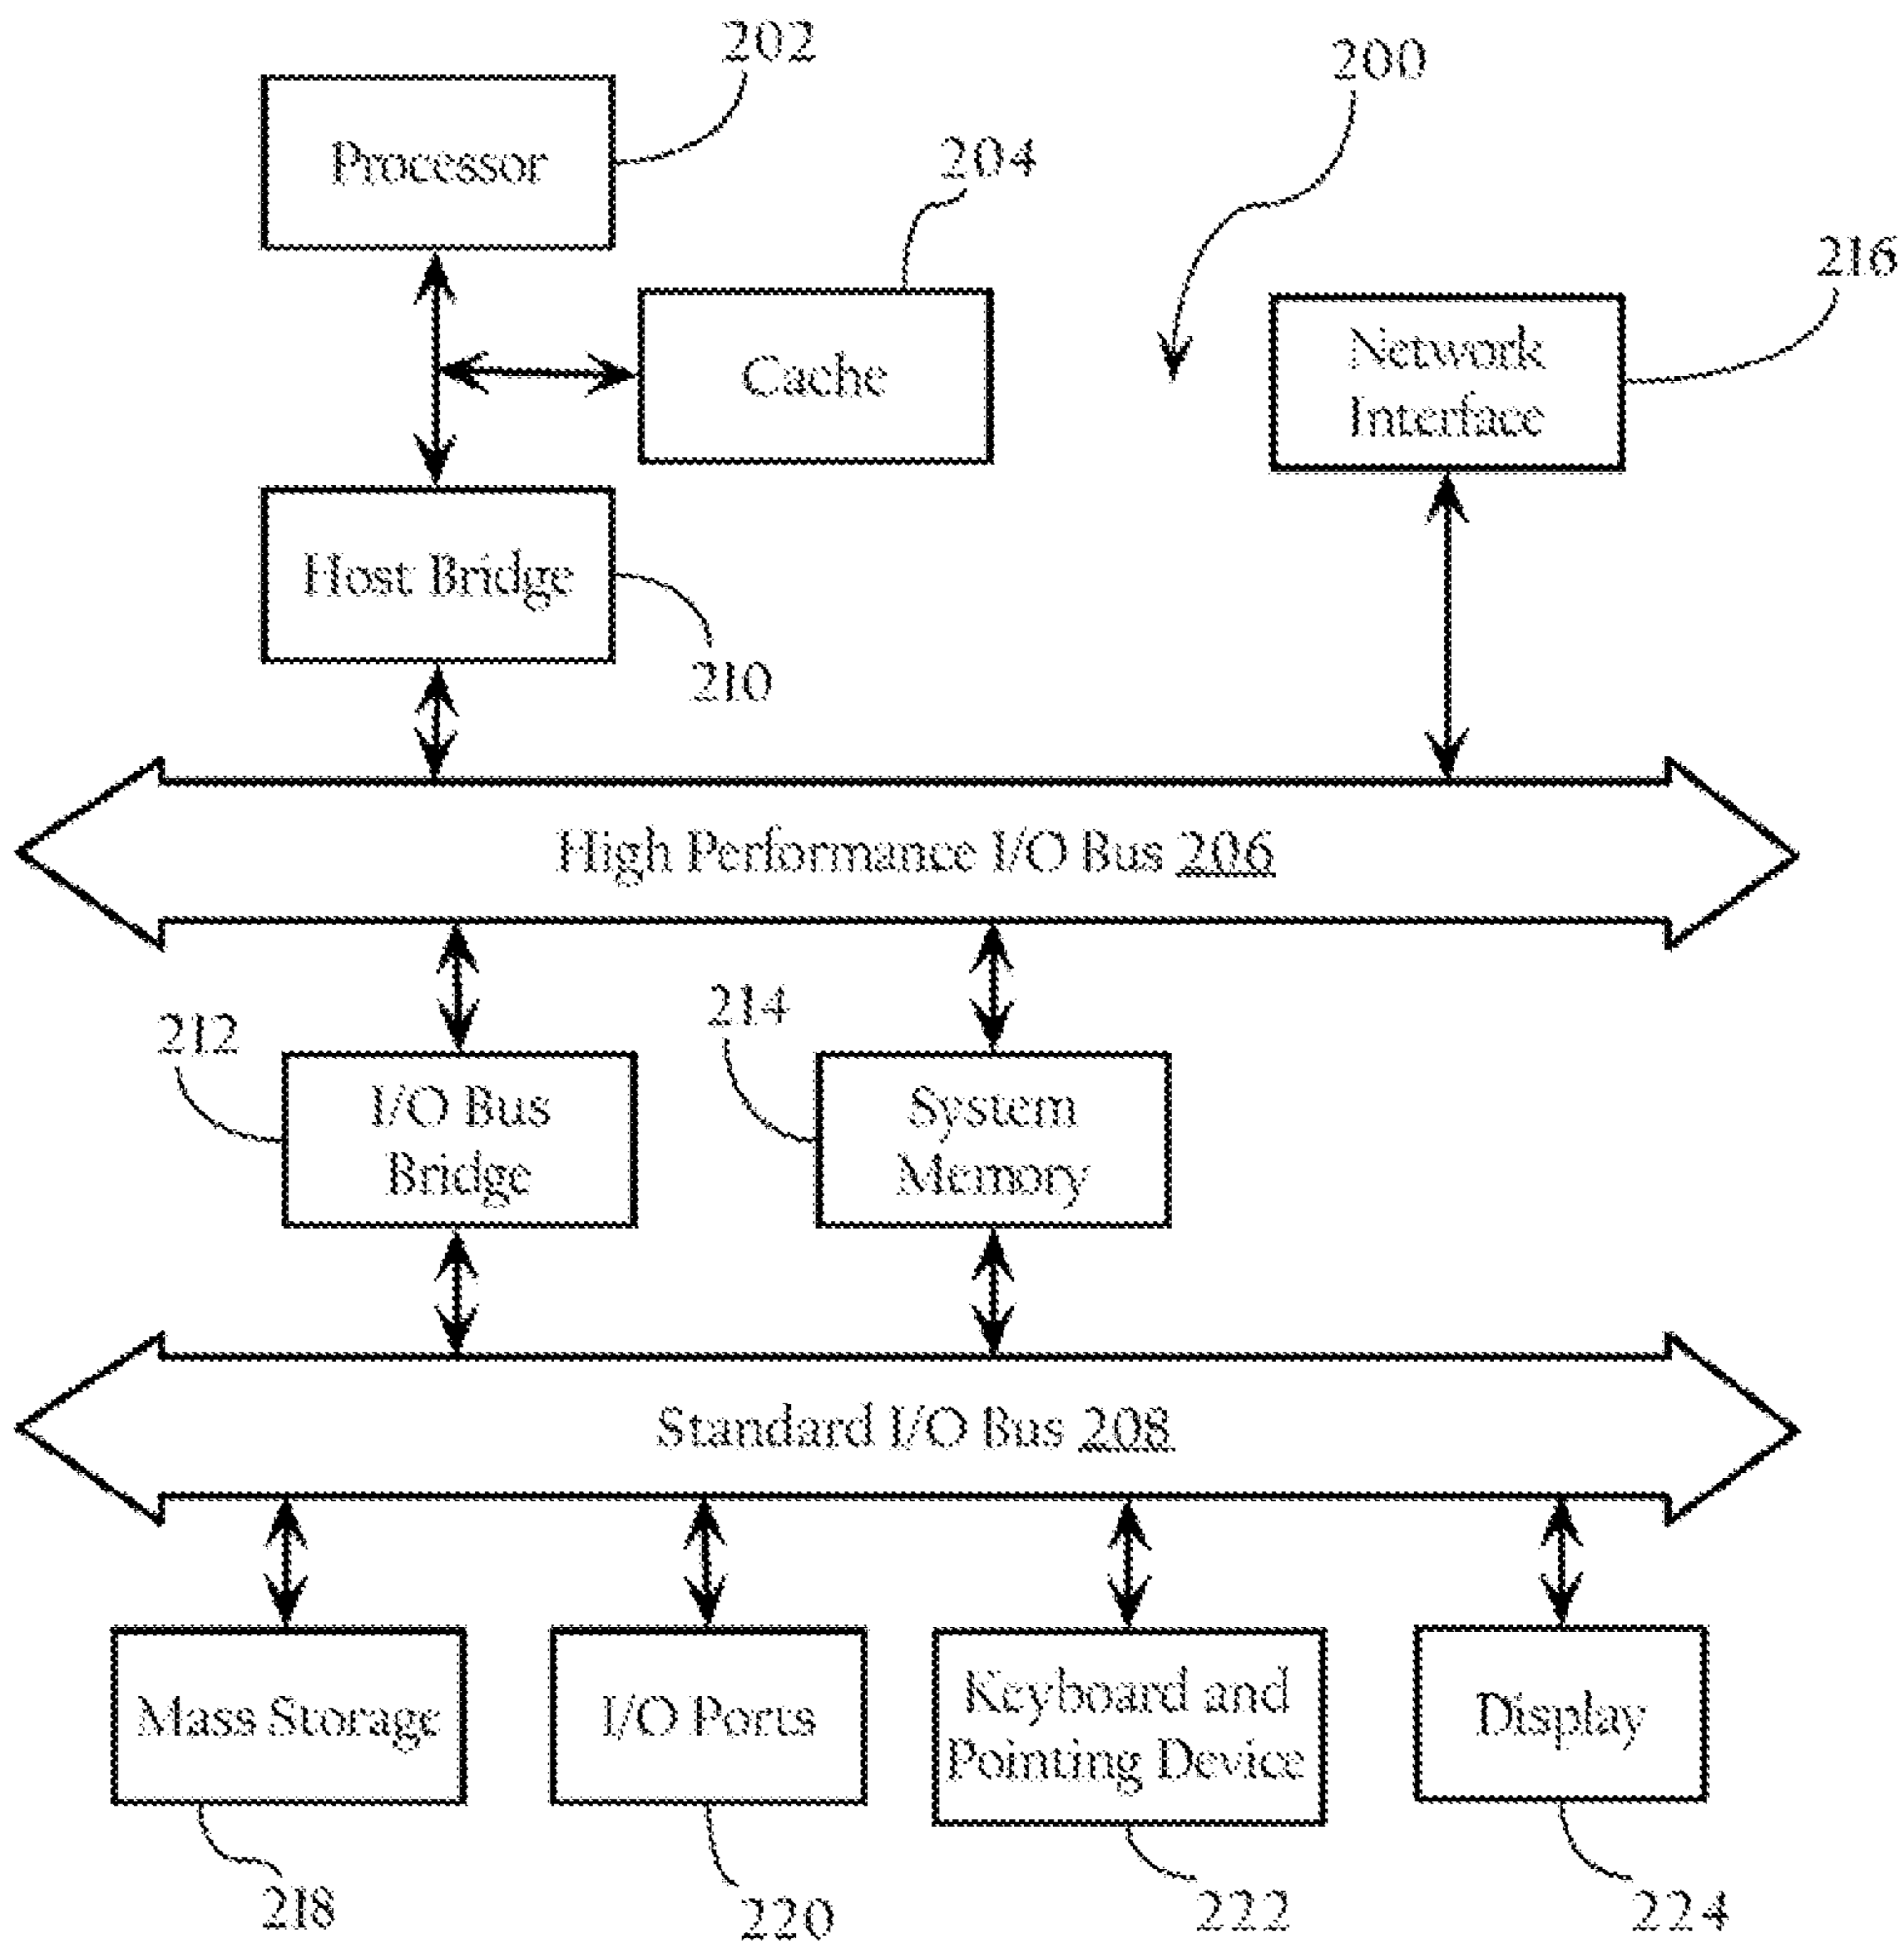 202
200
Processor
204
216
Network
Interface
Cache
Host Bridge
210
High Performance I/O Bus 206
212
214
I/O Bus
Bridge
System
Memory
Standard I/O Bus 208
Mass Storage
I/O Ports
Keyboard and
Pointing Device
Display
218
220
222
224